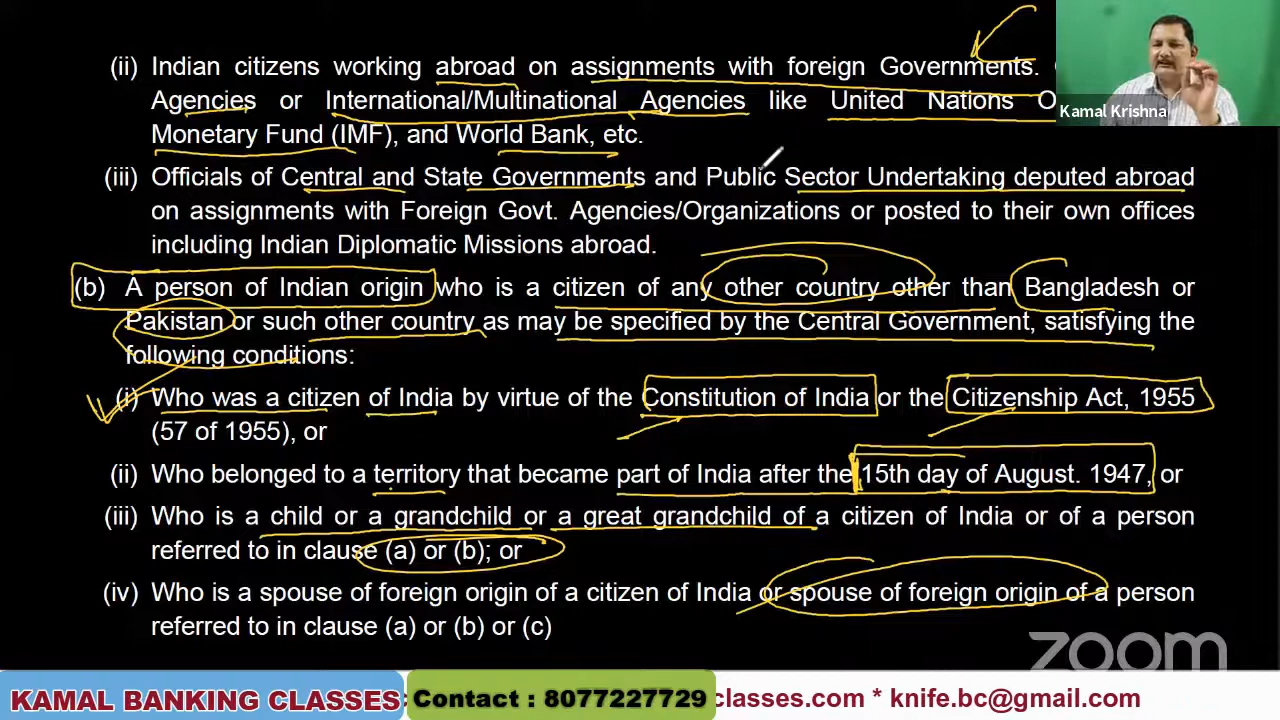 (ii) Indian citizens working abroad on assignments with foreign Governments.
Agencies or International/Multinational Agencies like United Nations
Kamal Krishna
Monetary Fund (IMF), and World Bank, etc.
(iii) Officials of Central and State Governments and Public Sector Undertaking deputed abroad
on assignments with Foreign Govt. Agencies/Organizations or posted to their own offices
including Indian Diplomatic Missions abroad.
(b) A person of Indian origin who is a citizen of any other country other than Bangladesh or
Pakistan or such other country as may be specified by the Central Government, satisfying the
following conditions:
(i) Who was a citizen of India by virtue of the Constitution of India or the Citizenship Act, 1955
(57 of 1955), or
(ii) Who belonged to a territory that became part of India after the 15th day of August. 1947, or
(iii) Who is a child or a grandchild or a great grandchild of a citizen of India or of a person
referred to in clause (a) or (b); or
(iv) Who is a spouse of foreign origin of a citizen of India or spouse of foreign origin of a person
referred to in clause (a) or (b) or (c)
zoom
KAMAL BANKING CLASSES Contact : 8077227729 classes.com * knife.bc@gmail.com